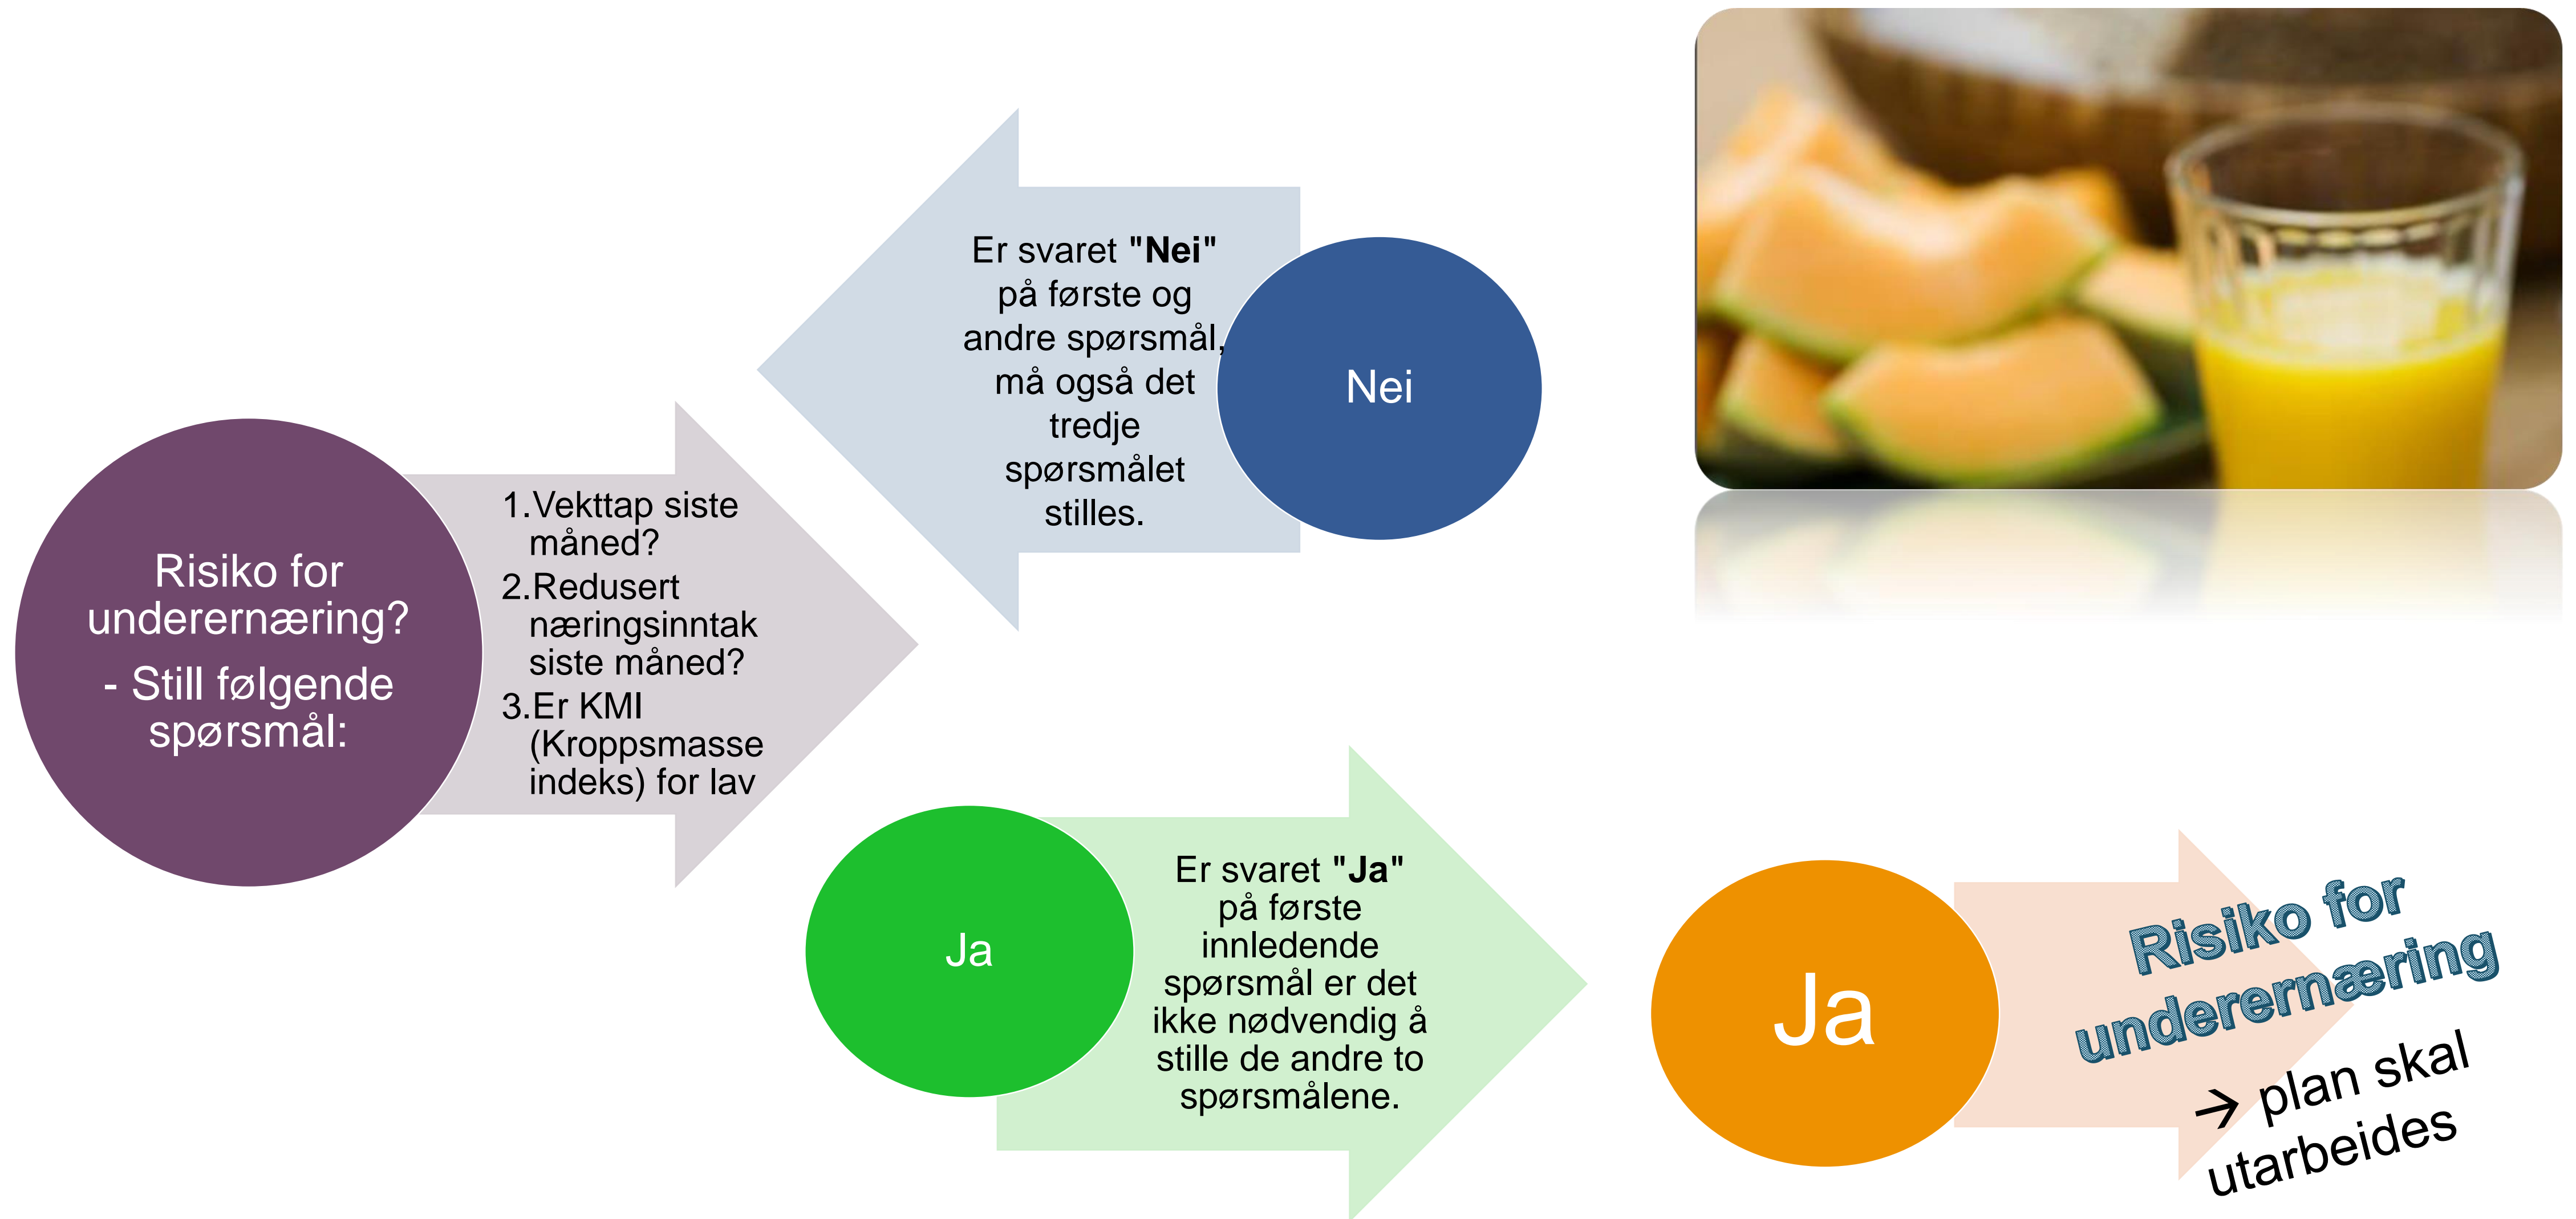 Risiko for
underernæring?
- Still følgende
spørsmål:
1.Vekttap siste
måned?
2.Redusert
næringsinntak
siste måned?
3.Er KMI
(Kroppsmasse
indeks) for lav
Er svaret "Nei"
på første og
andre spørsmål,
må også det
tredje
spørsmålet
stilles.
Nei
Ja
Er svaret "Ja"
på første
innledende
spørsmål er det
ikke nødvendig å
stille de andre to
spørsmålene.
Ja
Risiko for
underernæring
→ plan skal
utarbeides